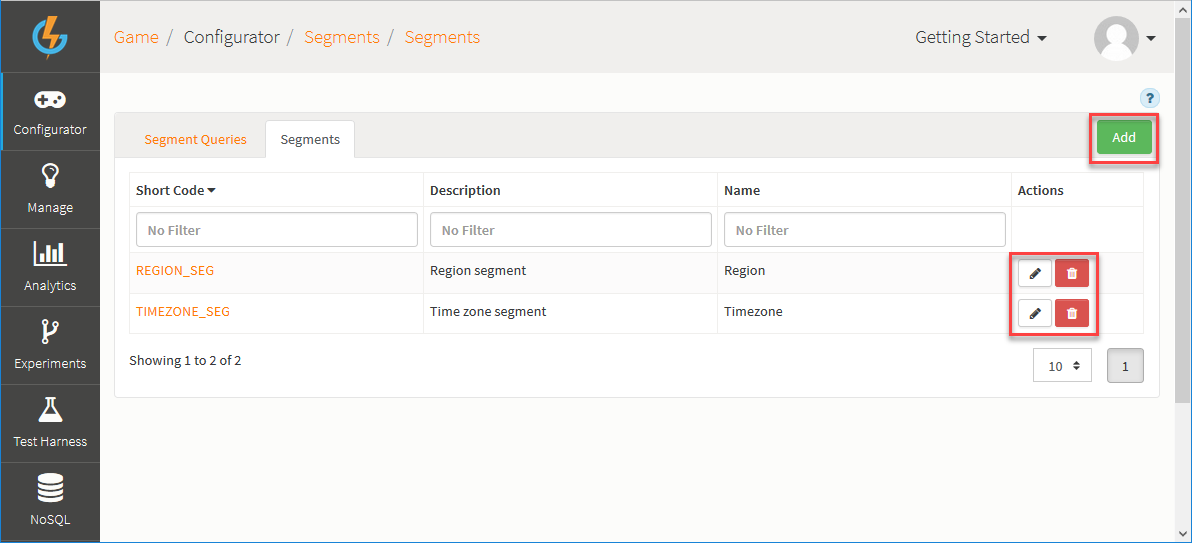 Game / Configurator / Segments / Segments
Getting Started
Configurator
Manage
Analytics
Experiments
Test Harness
NoSQL
?
Segment Queries
Segments
Add
Short Code Description Name Actions
No Filter No Filter No Filter
REGION_SEG Region segment Region
TIMEZONE_SEG Time zone segment Timezone
Showing 1 to 2 of 2
10
1